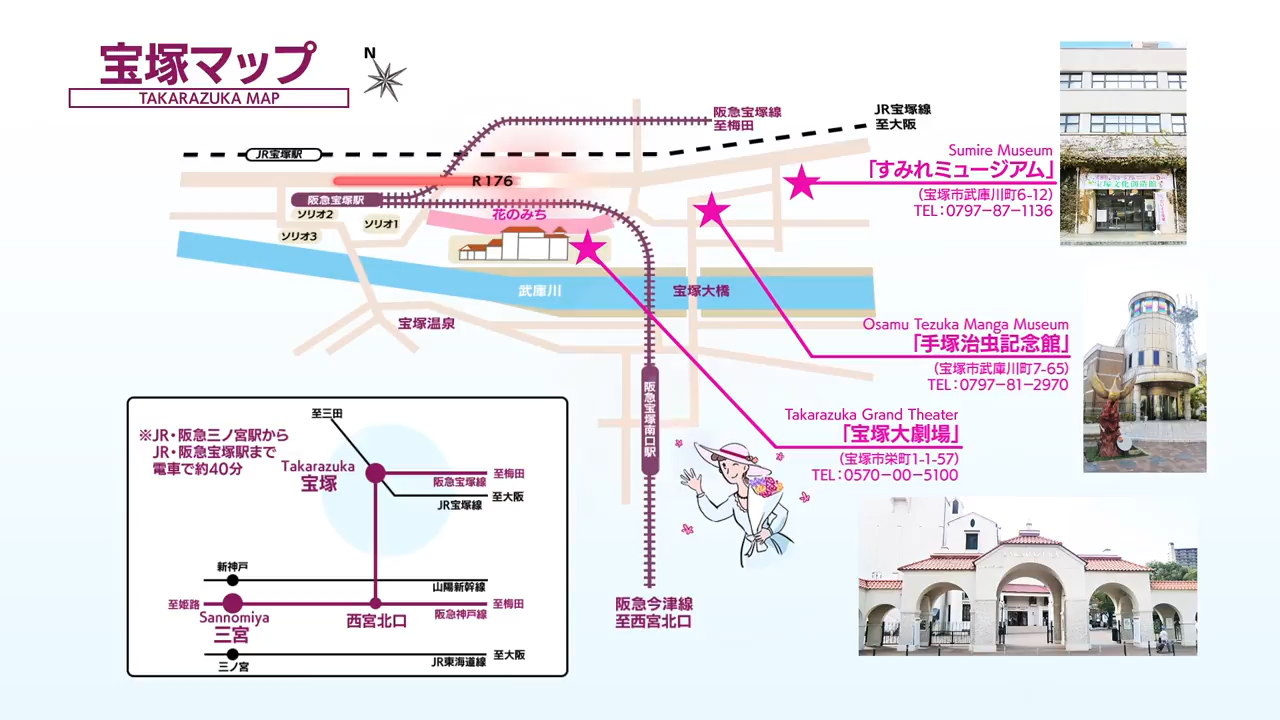 宝塚マップ
TAKARAZUKA MAP
N
阪急宝塚線
至梅田
JR宝塚線
至大阪
JR宝塚駅
R176
阪急宝塚駅
ソリオ2
ソリオ1
ソリオ3
花のみち
武庫川
宝塚大橋
宝塚温泉
阪急宝塚南口駅
阪急今津線
至西宮北口
Sumire Museum
「すみれミュージアム」
(宝塚市武庫川町6-12)
TEL:0797-87-1136
Osamu Tezuka Manga Museum
「手塚治虫記念館」
(宝塚市武庫川町7-65)
TEL:0797-81-2970
Takarazuka Grand Theater
「宝塚大劇場」
(宝塚市栄町1-1-57)
TEL:0570-00-5100
宝塚文化創造館
※JR・阪急三ノ宮駅から
JR・阪急宝塚駅まで
電車で約40分
至三田
Takarazuka
宝塚
至梅田
阪急宝塚線
至大阪
JR宝塚線
新神戸
山陽新幹線
至姫路
Sannomiya
三宮
西宮北口
至梅田
阪急神戸線
三ノ宮
JR東海道線
至大阪